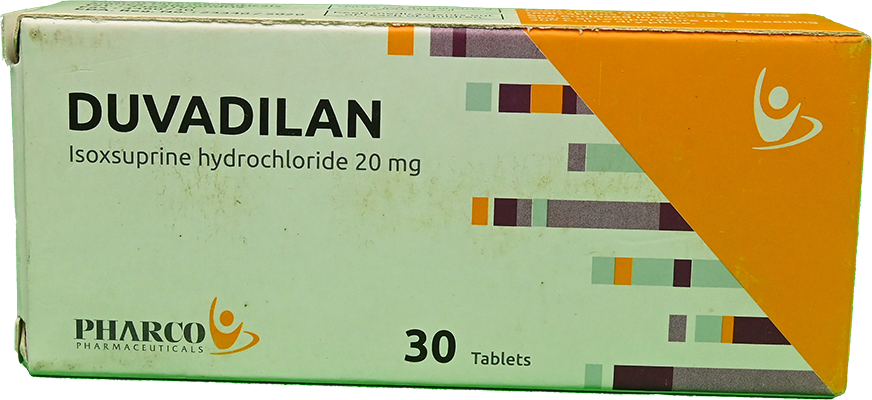 DUVADILAN
Isoxsuprine hydrochloride 20 mg
PHARCO
PHARMACEUTICALS
30 Tablets